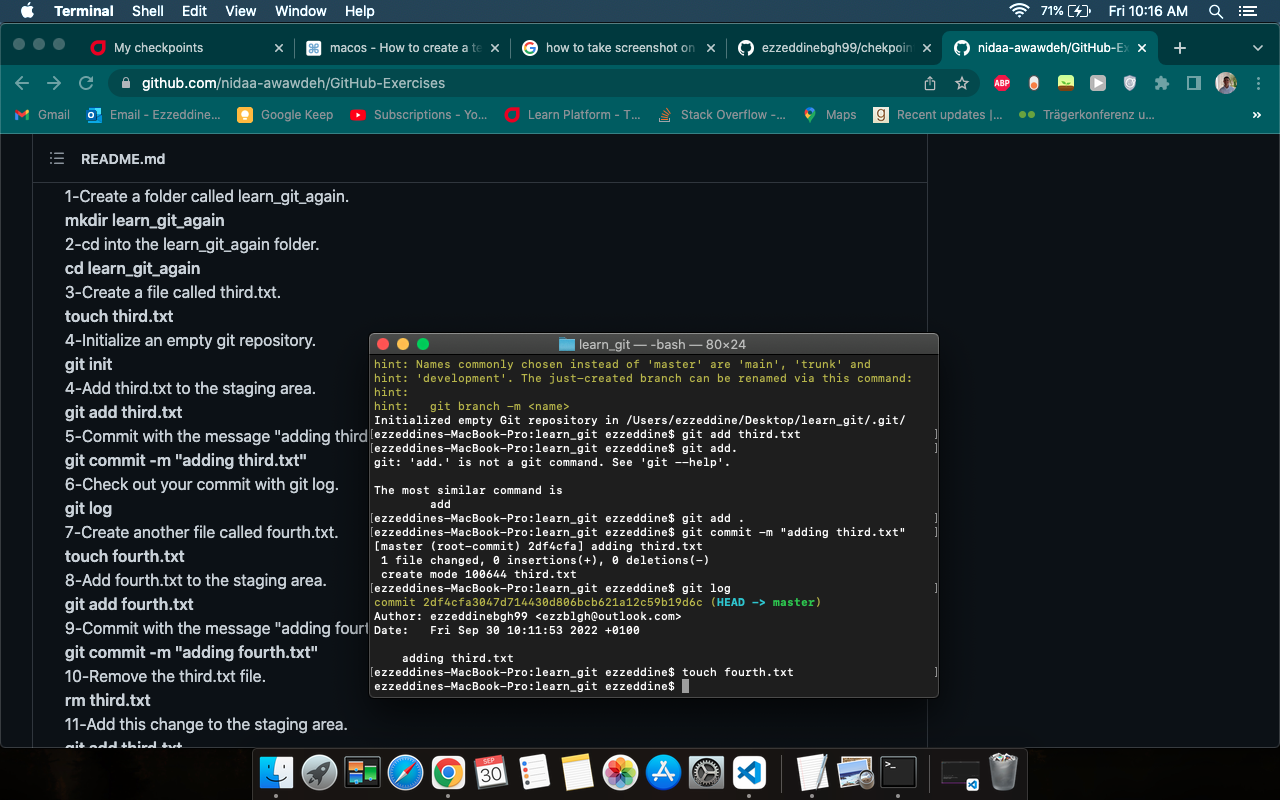 Terminal Shell Edit View Window Help 71% Fri 10:16 AM
My checkpoints macos - How to create a te how to take screenshot on ezzeddinebgh99/chekpoin nidaa-awawdeh/GitHub-Ex
github.com/nidaa-awawdeh/GitHub-Exercises ABP
Gmail Email - Ezzeddine... Google Keep Subscriptions - Yo... Learn Platform - T... Stack Overflow -... Maps Recent updates |... Trägerkonferenz u... »
README.md
1-Create a folder called learn_git_again.
mkdir learn_git_again
2-cd into the learn_git_again folder.
cd learn_git_again
3-Create a file called third.txt.
touch third.txt
4-Initialize an empty git repository.
git init
4-Add third.txt to the staging area.
git add third.txt
5-Commit with the message "adding third
git commit -m "adding third.txt"
6-Check out your commit with git log.
git log
7-Create another file called fourth.txt.
touch fourth.txt
8-Add fourth.txt to the staging area.
git add fourth.txt
9-Commit with the message "adding fourt
git commit -m "adding fourth.txt"
10-Remove the third.txt file.
rm third.txt
11-Add this change to the staging area.
git add third.txt
learn_git — -bash — 80×24
hint: Names commonly chosen instead of 'master' are 'main', 'trunk' and
hint: 'development'. The just-created branch can be renamed via this command:
hint:
hint:   git branch -m <name>
Initialized empty Git repository in /Users/ezzeddine/Desktop/learn_git/.git/
[ezzeddines-MacBook-Pro:learn_git ezzeddine$ git add third.txt ]
[ezzeddines-MacBook-Pro:learn_git ezzeddine$ git add. ]
git: 'add.' is not a git command. See 'git --help'.
The most similar command is
add
[ezzeddines-MacBook-Pro:learn_git ezzeddine$ git add . ]
[ezzeddines-MacBook-Pro:learn_git ezzeddine$ git commit -m "adding third.txt" ]
[master (root-commit) 2df4cfa] adding third.txt
1 file changed, 0 insertions(+), 0 deletions(-)
create mode 100644 third.txt
[ezzeddines-MacBook-Pro:learn_git ezzeddine$ git log ]
commit 2df4cfa3047d714430d806bcb621a12c59b19d6c (HEAD -> master)
Author: ezzeddinebgh99 <ezzblgh@outlook.com>
Date:   Fri Sep 30 10:11:53 2022 +0100
adding third.txt
[ezzeddines-MacBook-Pro:learn_git ezzeddine$ touch fourth.txt ]
ezzeddines-MacBook-Pro:learn_git ezzeddine$
SEP
30
>_